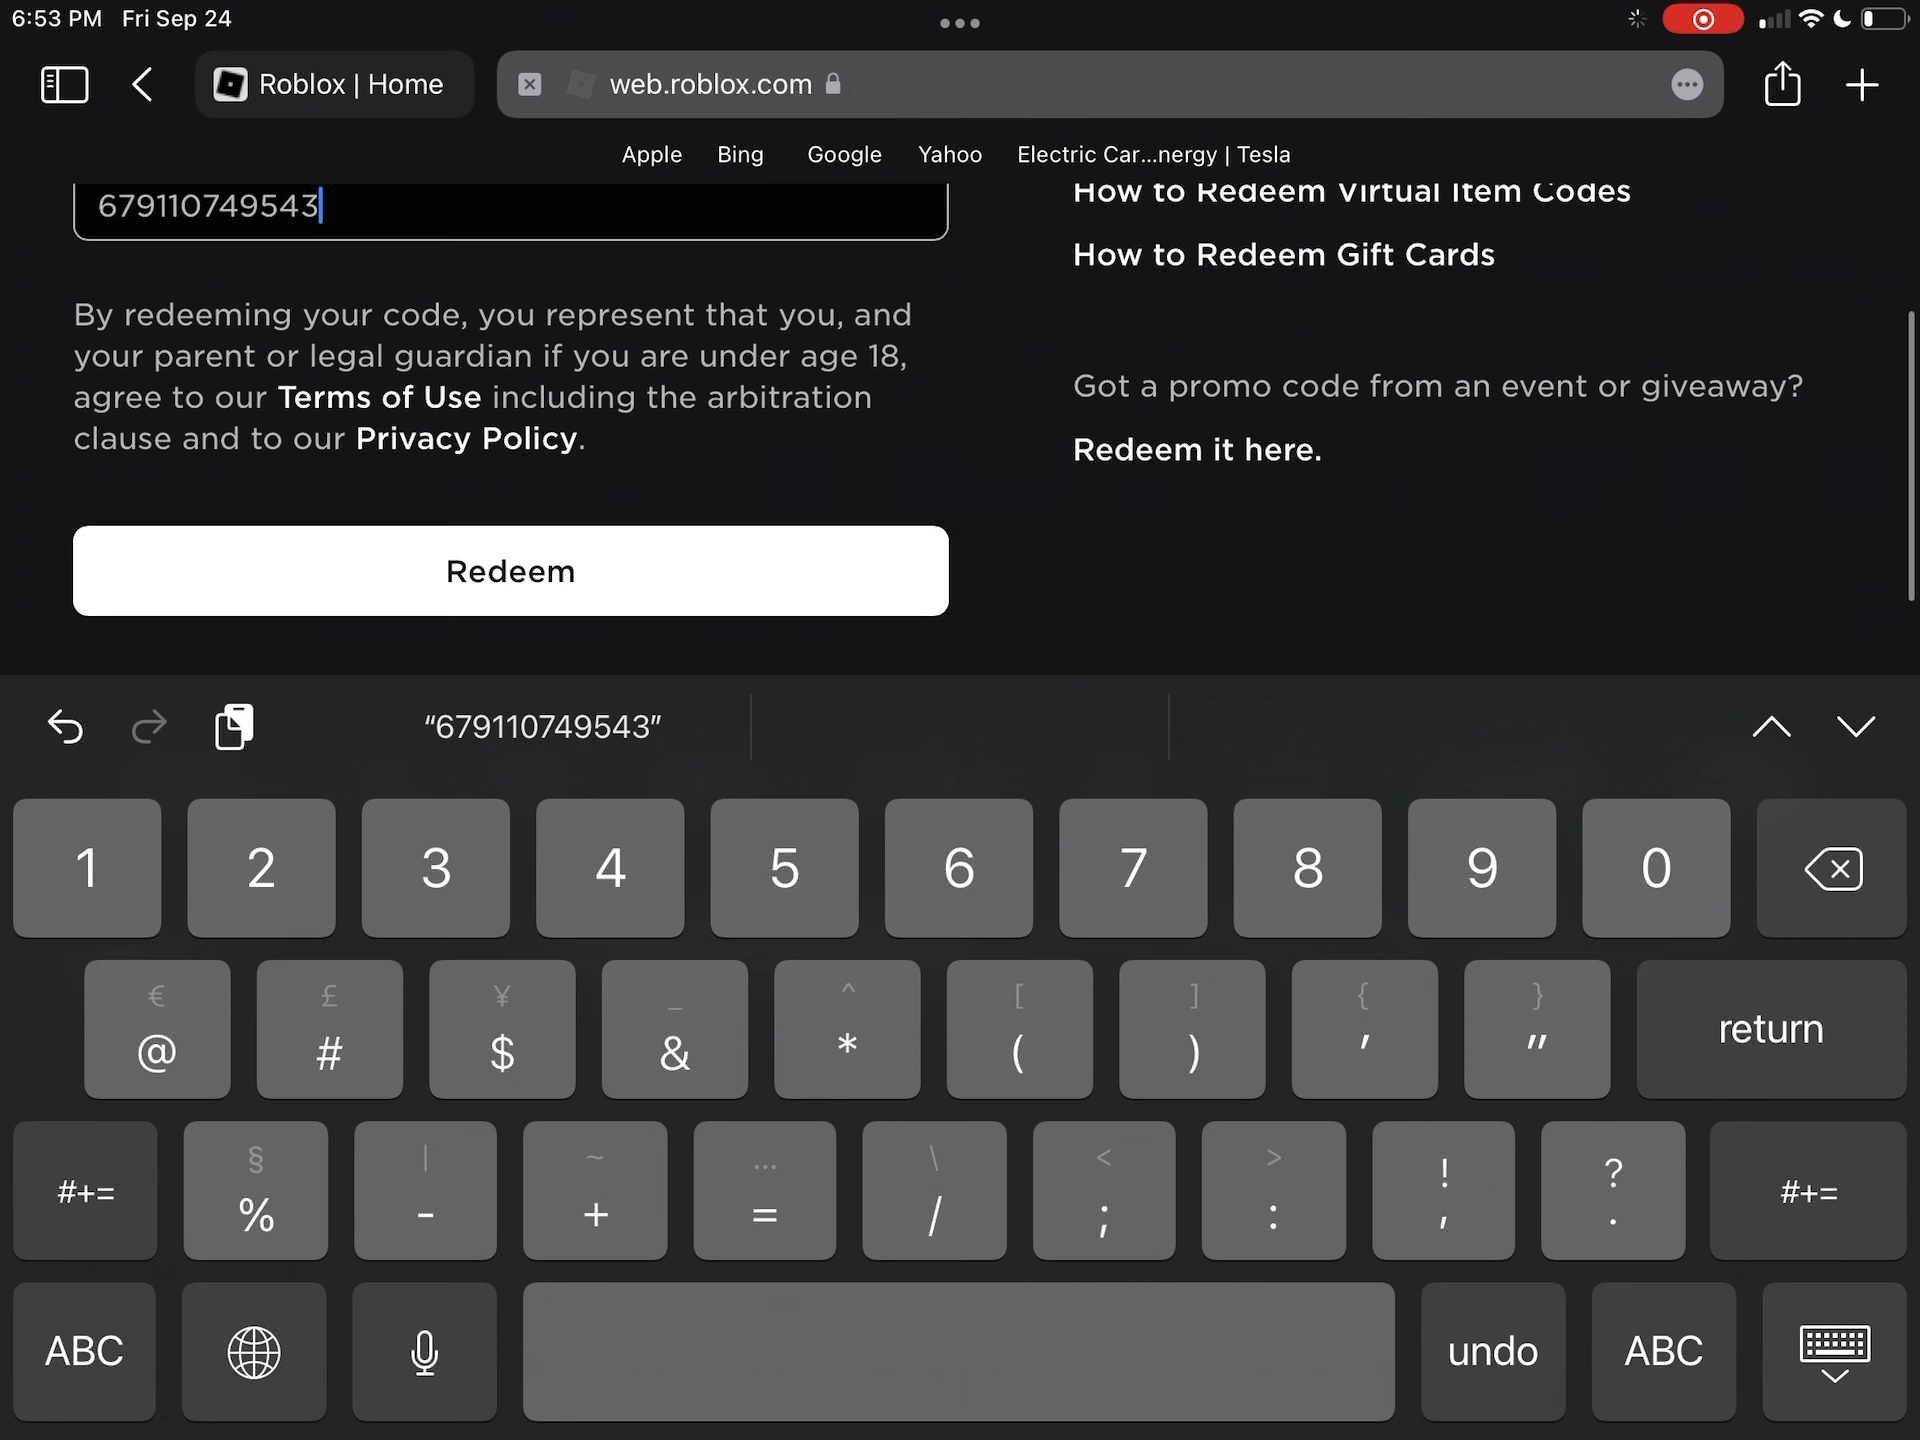 6:53 PM Fri Sep 24
Roblox | Home
web.roblox.com
Apple Bing Google Yahoo Electric Car...nergy | Tesla
679110749543
How to Redeem Virtual Item Codes
How to Redeem Gift Cards
By redeeming your code, you represent that you, and
your parent or legal guardian if you are under age 18,
agree to our Terms of Use including the arbitration
clause and to our Privacy Policy.
Got a promo code from an event or giveaway?
Redeem it here.
Redeem
“679110749543”
1 2 3 4 5 6 7 8 9 0
€ £ ¥ _ ^ [ ] { }
@ # $ & * ( ) ' " return
§ | ~ ... \ < > ! ?
#+= % - + = / ; : , . #+=
ABC undo ABC